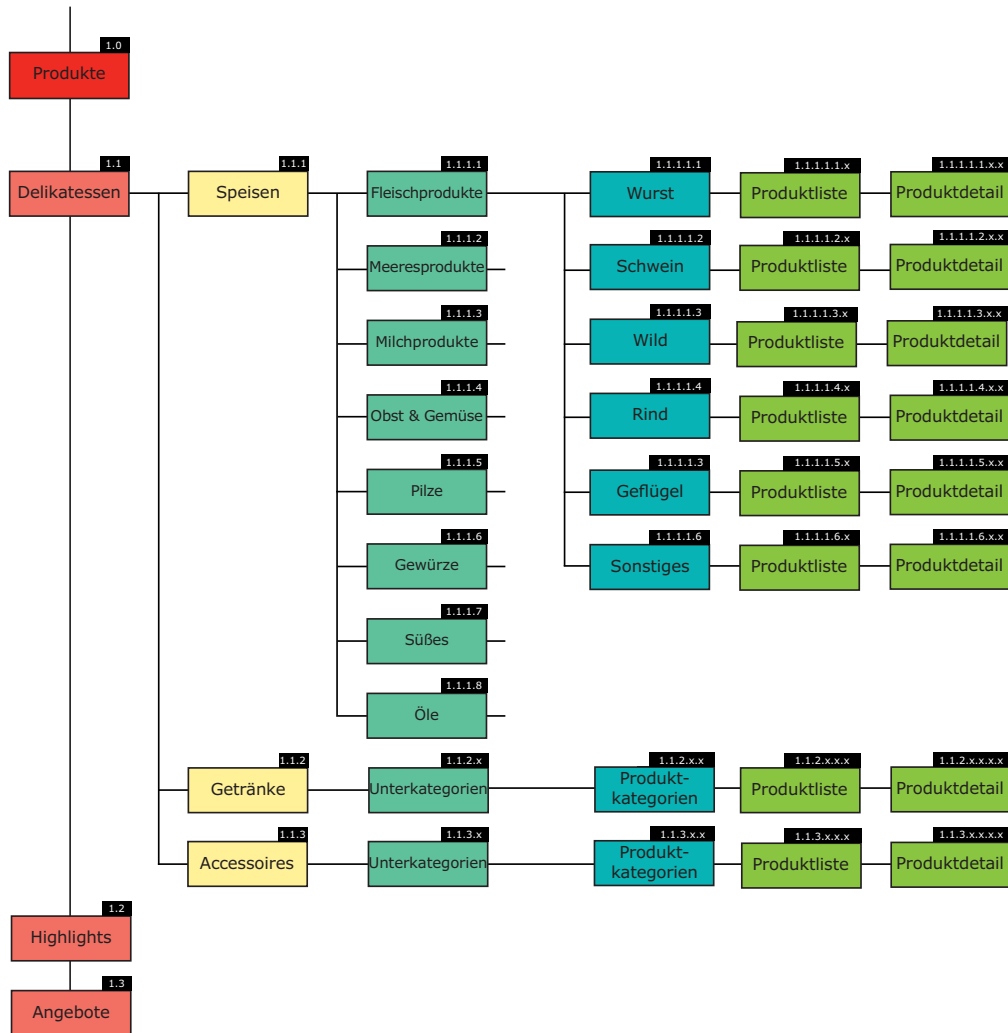 1.0
Produkte
1.1
Delikatessen
1.1.1
Speisen
1.1.1.1
Fleischprodukte
1.1.1.1.1
Wurst
1.1.1.1.1.x
Produktliste
1.1.1.1.1.x.x
Produktdetail
1.1.1.2
Meeresprodukte
1.1.1.1.2
Schwein
1.1.1.1.2.x
Produktliste
1.1.1.1.2.x.x
Produktdetail
1.1.1.3
Milchprodukte
1.1.1.1.3
Wild
1.1.1.1.3.x
Produktliste
1.1.1.1.3.x.x
Produktdetail
1.1.1.4
Obst & Gemüse
1.1.1.1.4
Rind
1.1.1.1.4.x
Produktliste
1.1.1.1.4.x.x
Produktdetail
1.1.1.5
Pilze
1.1.1.1.3
Geflügel
1.1.1.1.5.x
Produktliste
1.1.1.1.5.x.x
Produktdetail
1.1.1.6
Gewürze
1.1.1.1.6
Sonstiges
1.1.1.1.6.x
Produktliste
1.1.1.1.6.x.x
Produktdetail
1.1.1.7
Süßes
1.1.1.8
Öle
1.1.2
Getränke
1.1.2.x
Unterkategorien
1.1.2.x.x
Produkt-
kategorien
1.1.2.x.x.x
Produktliste
1.1.2.x.x.x.x
Produktdetail
1.1.3
Accessoires
1.1.3.x
Unterkategorien
1.1.3.x.x
Produkt-
kategorien
1.1.3.x.x.x
Produktliste
1.1.3.x.x.x.x
Produktdetail
1.2
Highlights
1.3
Angebote